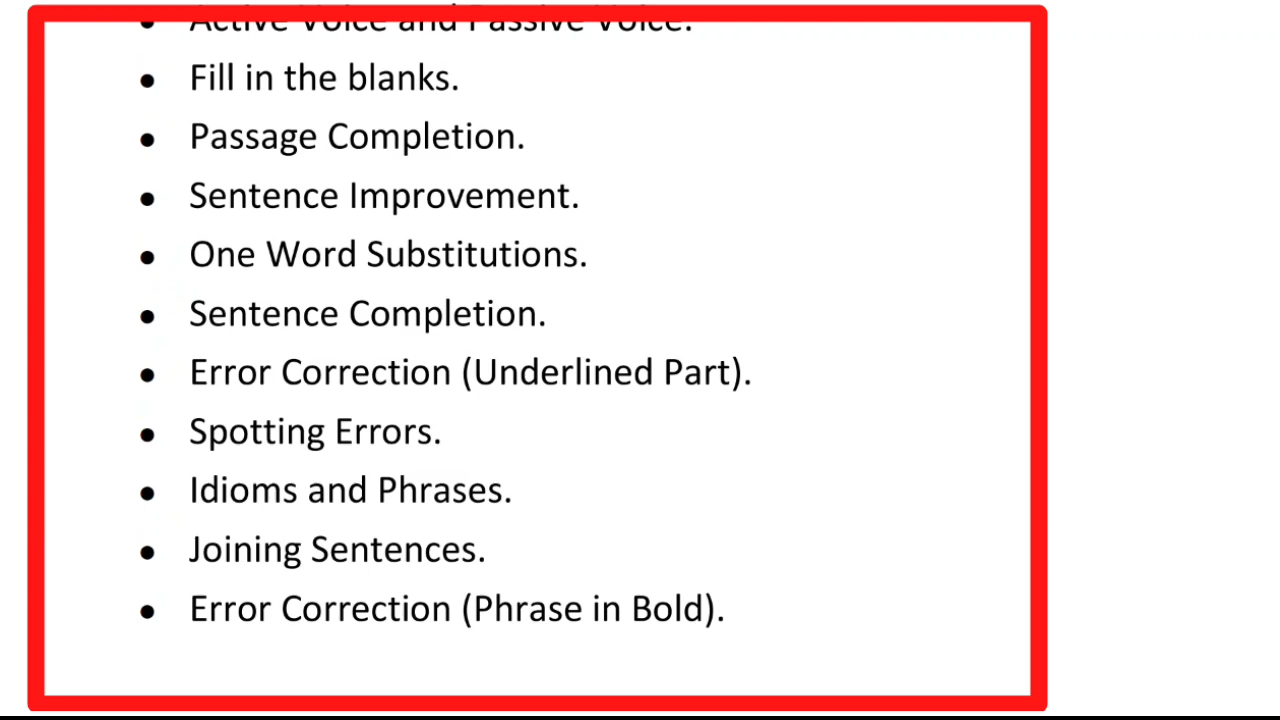 Active Voice and Passive Voice.
Fill in the blanks.
Passage Completion.
Sentence Improvement.
One Word Substitutions.
Sentence Completion.
Error Correction (Underlined Part).
Spotting Errors.
Idioms and Phrases.
Joining Sentences.
Error Correction (Phrase in Bold).